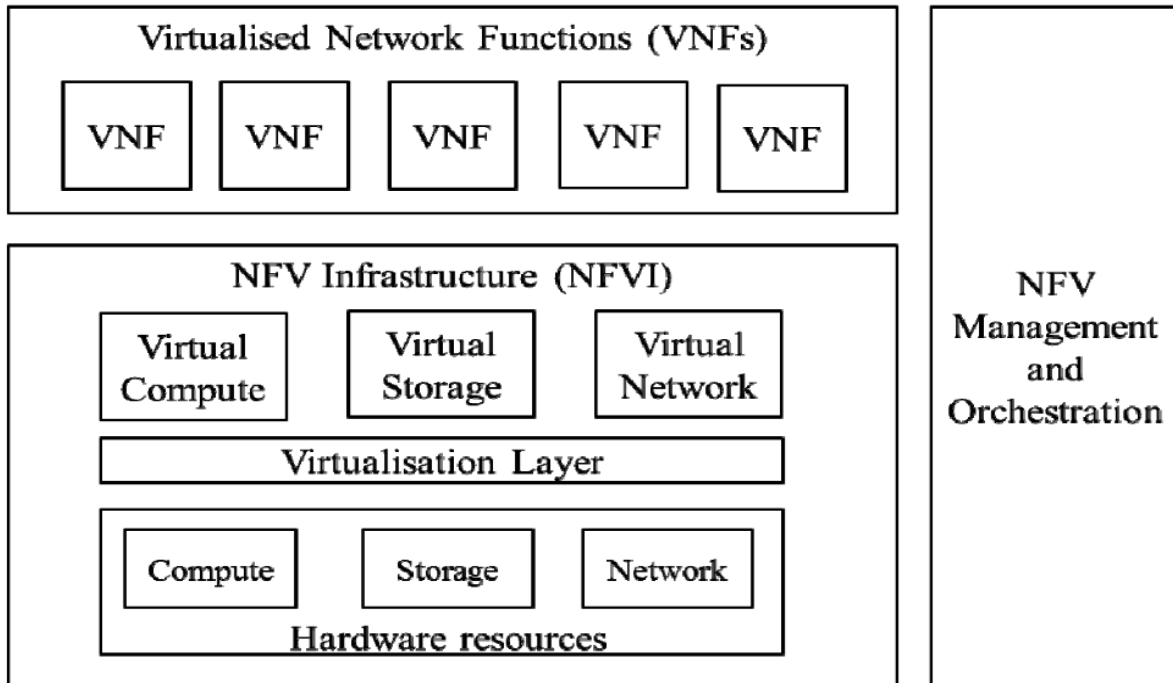 Virtualised Network Functions (VNFs)
VNF
VNF
VNF
VNF
VNF
NFV Infrastructure (NFVI)
Virtual
Compute
Virtual
Storage
Virtual
Network
Virtualisation Layer
Compute
Storage
Network
Hardware resources
NFV
Management
and
Orchestration